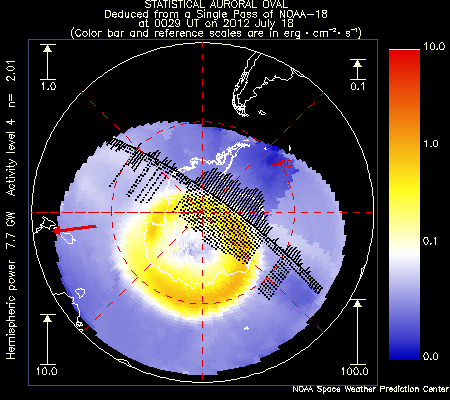 STATISTICAL AURORAL OVAL
Deduced from a Single Pass of NOAA-18
at 0029 UT on 2012 July 18
(Color bar and reference scales are in erg · cm⁻² · s⁻¹)
1.0
0.1
10.0
100.0
Hemispheric power 7.7 GW Activity level 4 n= 2.01
10.0
1.0
0.1
0.0
NOAA Space Weather Prediction Center